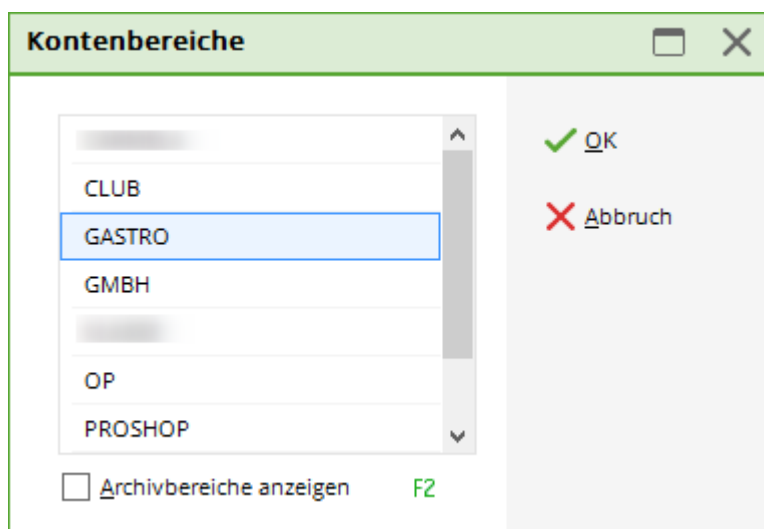 Kontenbereiche
CLUB
GASTRO
GMBH
OP
PROSHOP
Archivbereiche anzeigen F2
OK
Abbruch